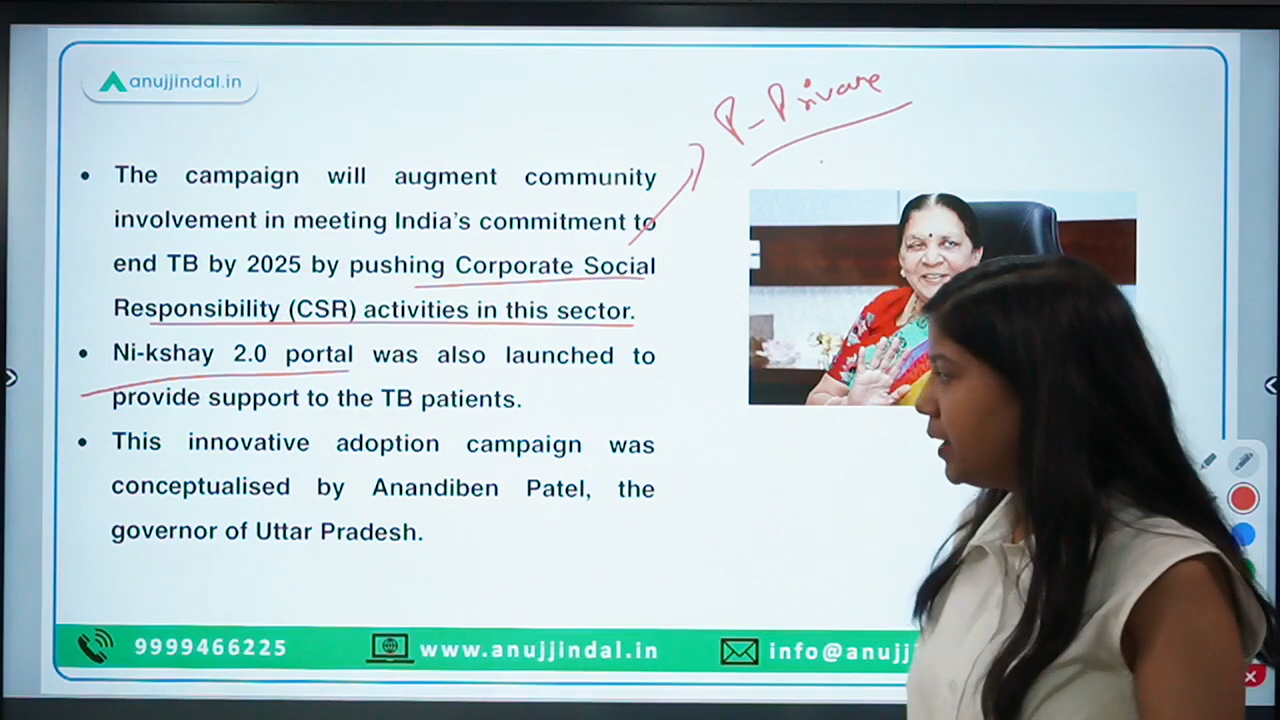 anujjindal.in
P-Private
The campaign will augment community
involvement in meeting India's commitment to
end TB by 2025 by pushing Corporate Social
Responsibility (CSR) activities in this sector.
Ni-kshay 2.0 portal was also launched to
provide support to the TB patients.
This innovative adoption campaign was
conceptualised by Anandiben Patel, the
governor of Uttar Pradesh.
9999466225 www.anujjindal.in info@anujji